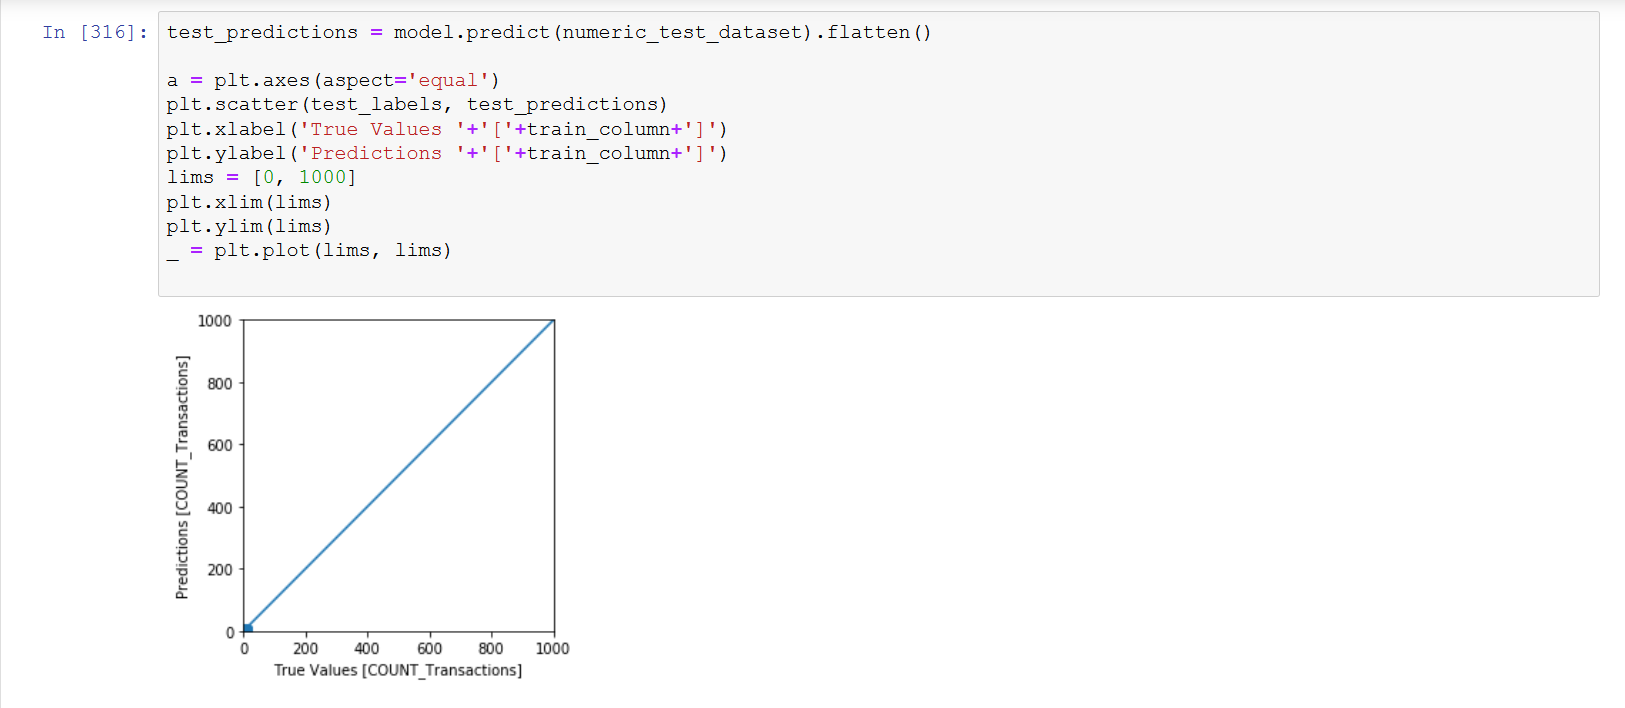 In [316]: test_predictions = model.predict(numeric_test_dataset).flatten()
a = plt.axes(aspect='equal')
plt.scatter(test_labels, test_predictions)
plt.xlabel('True Values '+'['+train_column+']')
plt.ylabel('Predictions '+'['+train_column+']')
lims = [0, 1000]
plt.xlim(lims)
plt.ylim(lims)
_ = plt.plot(lims, lims)
Predictions [COUNT_Transactions]
1000
800
600
400
200
0
0 200 400 600 800 1000
True Values [COUNT_Transactions]